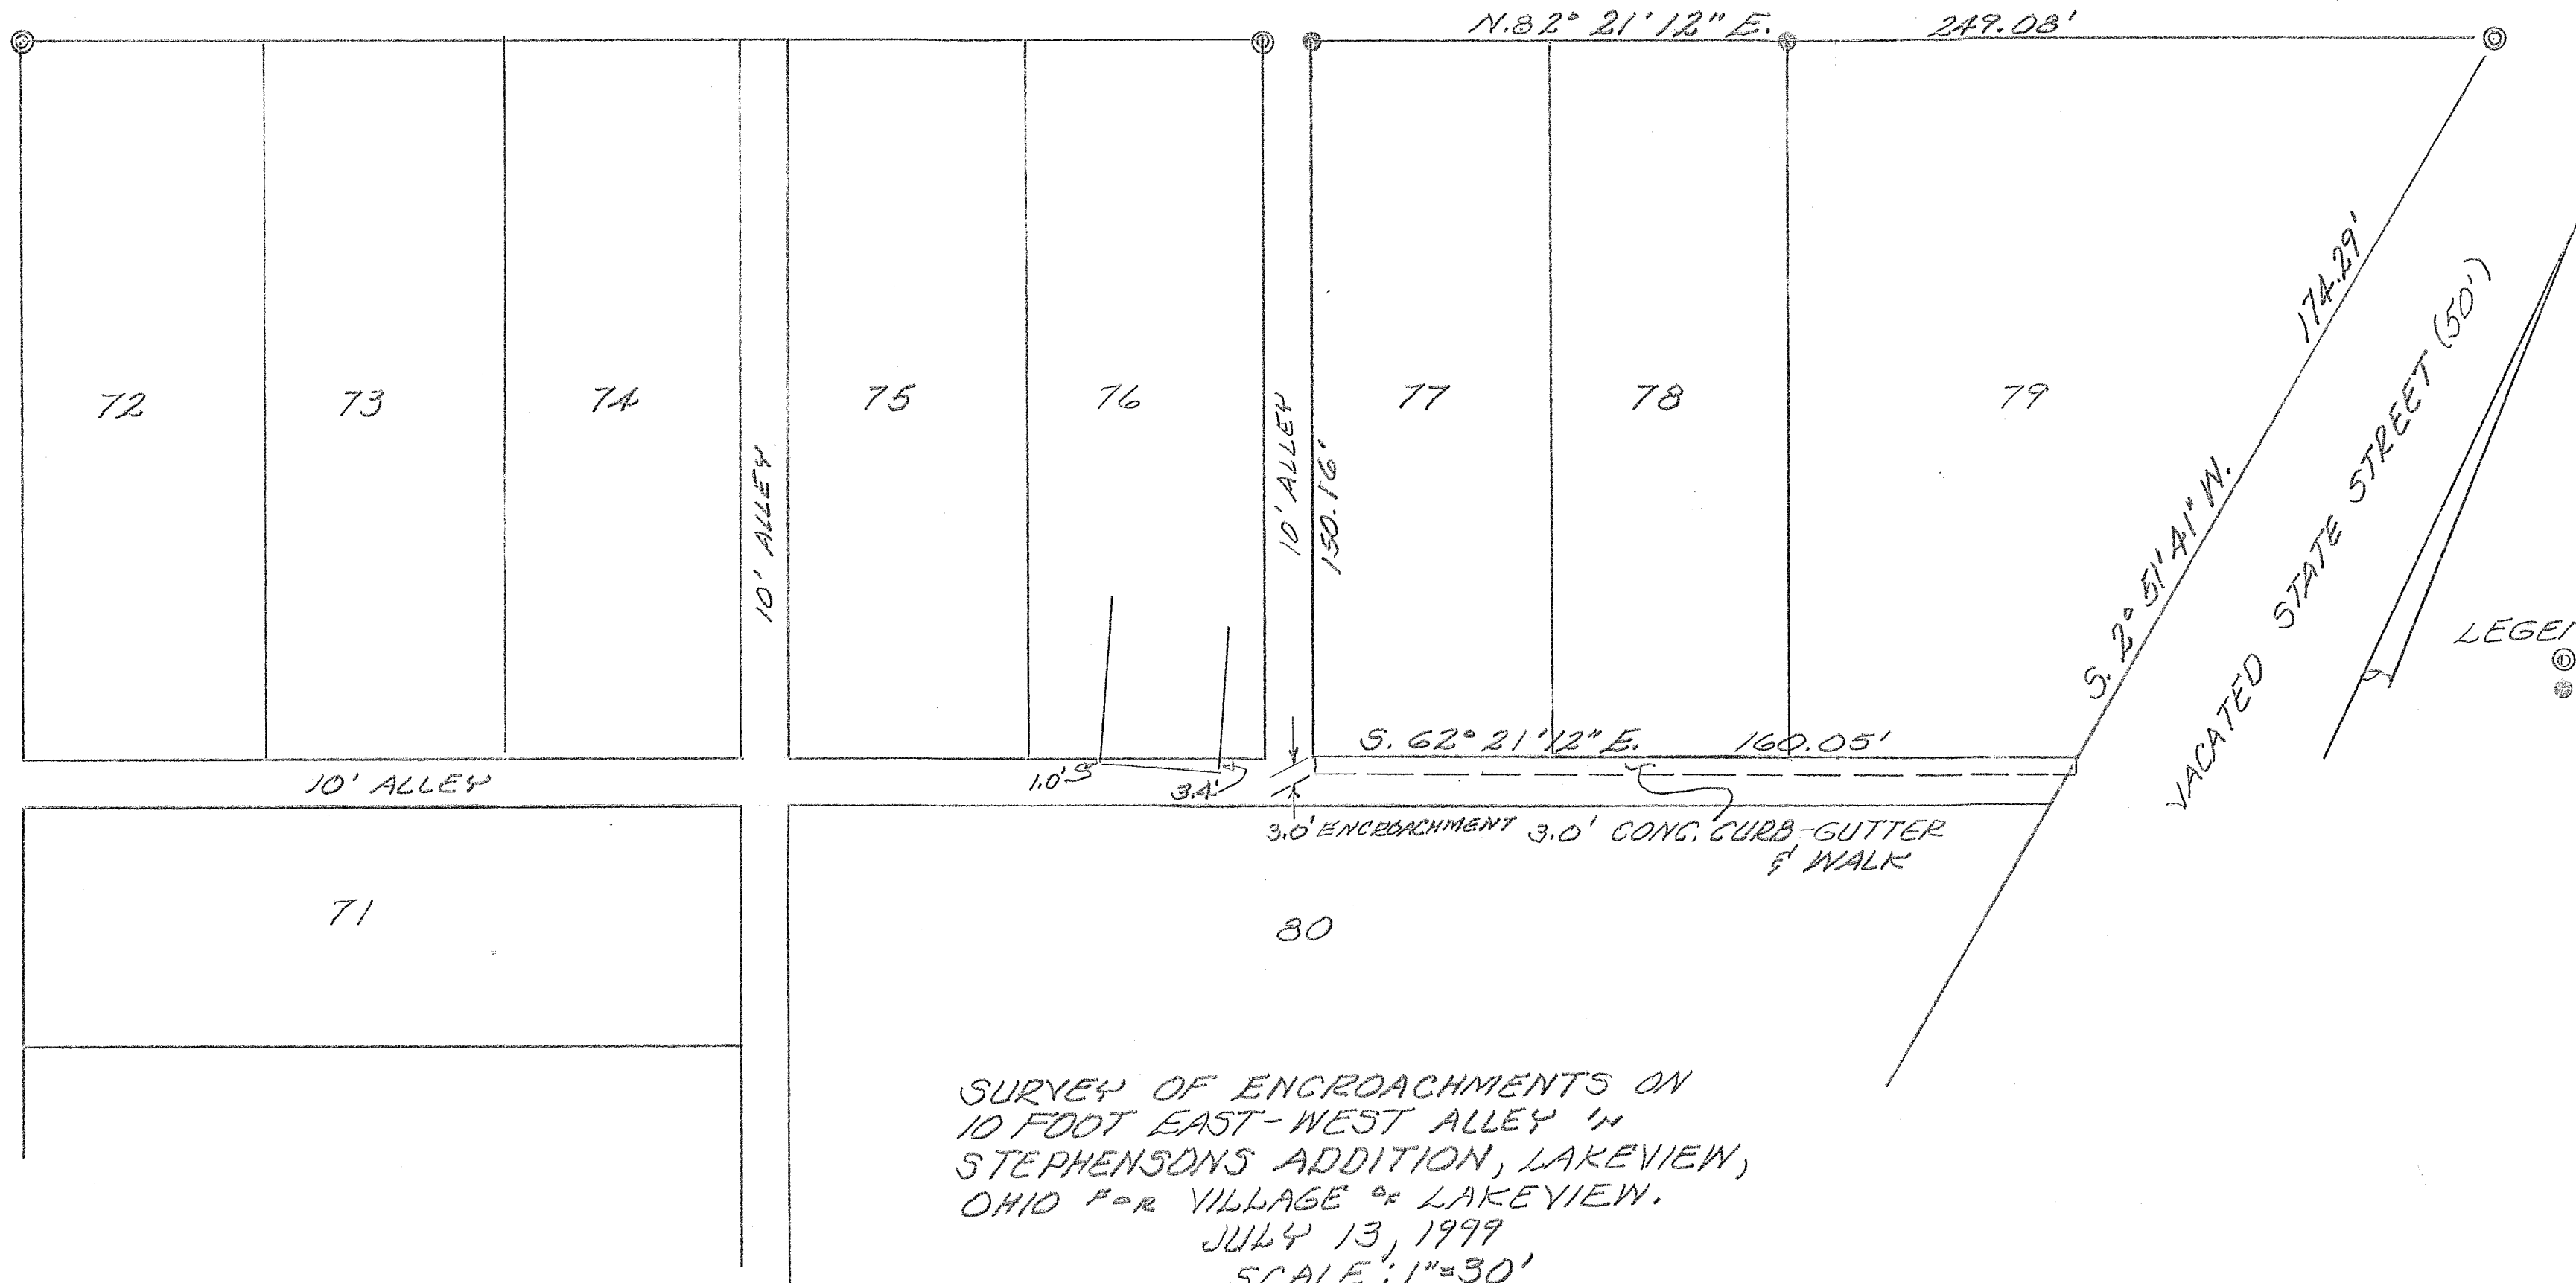 N.82° 21' 12" E. 249.08'
72
73
74
10' ALLEY
75
76
10' ALLEY
150.16'
77
78
79
174.29'
S. 2° 51' 41" W.
VACATED STATE STREET (50')
S. 62° 21' 12" E. 160.05'
10' ALLEY
1.0'
3.4'
3.0' ENCROACHMENT
3.0' CONC. CURB-GUTTER
& WALK
71
80
SURVEY OF ENCROACHMENTS ON
10 FOOT EAST-WEST ALLEY IN
STEPHENSONS ADDITION, LAKEVIEW,
OHIO FOR VILLAGE OF LAKEVIEW.
JULY 13, 1999
SCALE: 1"=30'